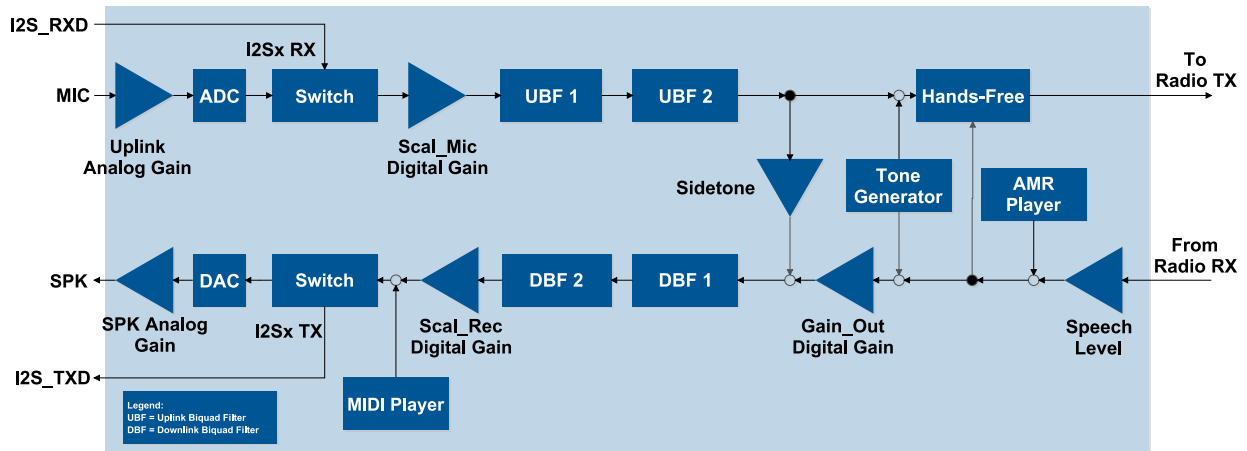 I2S_RXD
I2Sx RX
MIC
ADC
Switch
UBF 1
UBF 2
Hands-Free
To
Radio TX
Uplink
Analog Gain
Scal_Mic
Digital Gain
Sidetone
Tone
Generator
AMR
Player
SPK
DAC
Switch
DBF 2
DBF 1
From
Radio RX
SPK Analog
Gain
I2Sx TX
Scal_Rec
Digital Gain
Gain_Out
Digital Gain
Speech
Level
I2S_TXD
MIDI Player
Legend:
UBF = Uplink Biquad Filter
DBF = Downlink Biquad Filter